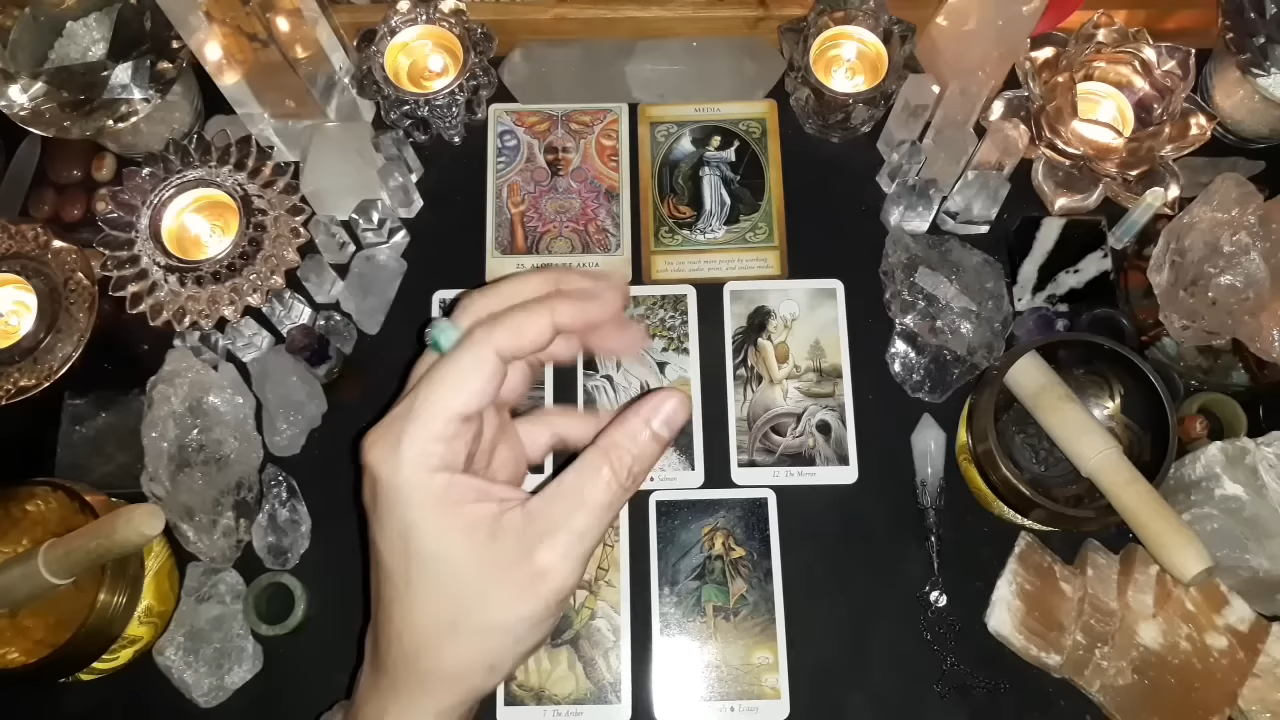 MEDIA
You can reach more people by working
with video, audio, print, and online media.
25. ALOHA KE AKUA
Salmon
12. The Mirror
7. The Archer
Ecstasy